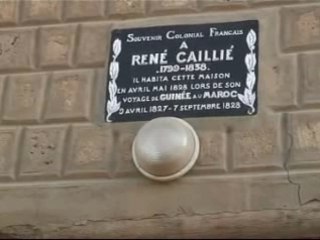 SOUVENIR COLONIAL FRANÇAIS
A
RENÉ CAILLIÉ
.1799-1838.
IL HABITA CETTE MAISON
EN AVRIL MAI 1828 LORS DE SON
VOYAGE DE GUINÉE AU MAROC
AVRIL 1827-7 SEPTEMBRE 1828